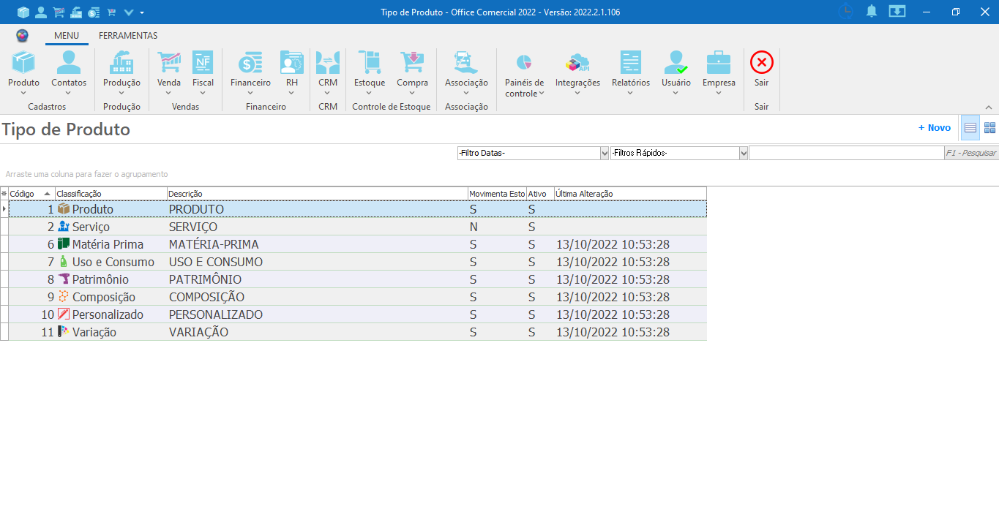 Tipo de Produto - Office Comercial 2022 - Versão: 2022.2.1.106
MENU FERRAMENTAS
Produto Contatos Produção Venda Fiscal Financeiro RH CRM Estoque Compra Associação Painéis de controle Integrações Relatórios Usuário Empresa Sair
Cadastros Produção Vendas Financeiro CRM Controle de Estoque Associação Sair
Tipo de Produto
+ Novo
-Filtro Datas- -Filtros Rápidos- F1 - Pesquisar
Arraste uma coluna para fazer o agrupamento
Código Classificação Descrição Movimenta Esto Ativo Última Alteração
1 Produto PRODUTO S S
2 Serviço SERVIÇO N S
6 Matéria Prima MATÉRIA-PRIMA S S 13/10/2022 10:53:28
7 Uso e Consumo USO E CONSUMO S S 13/10/2022 10:53:28
8 Patrimônio PATRIMÔNIO S S 13/10/2022 10:53:28
9 Composição COMPOSIÇÃO S S 13/10/2022 10:53:28
10 Personalizado PERSONALIZADO S S 13/10/2022 10:53:28
11 Variação VARIAÇÃO S S 13/10/2022 10:53:28